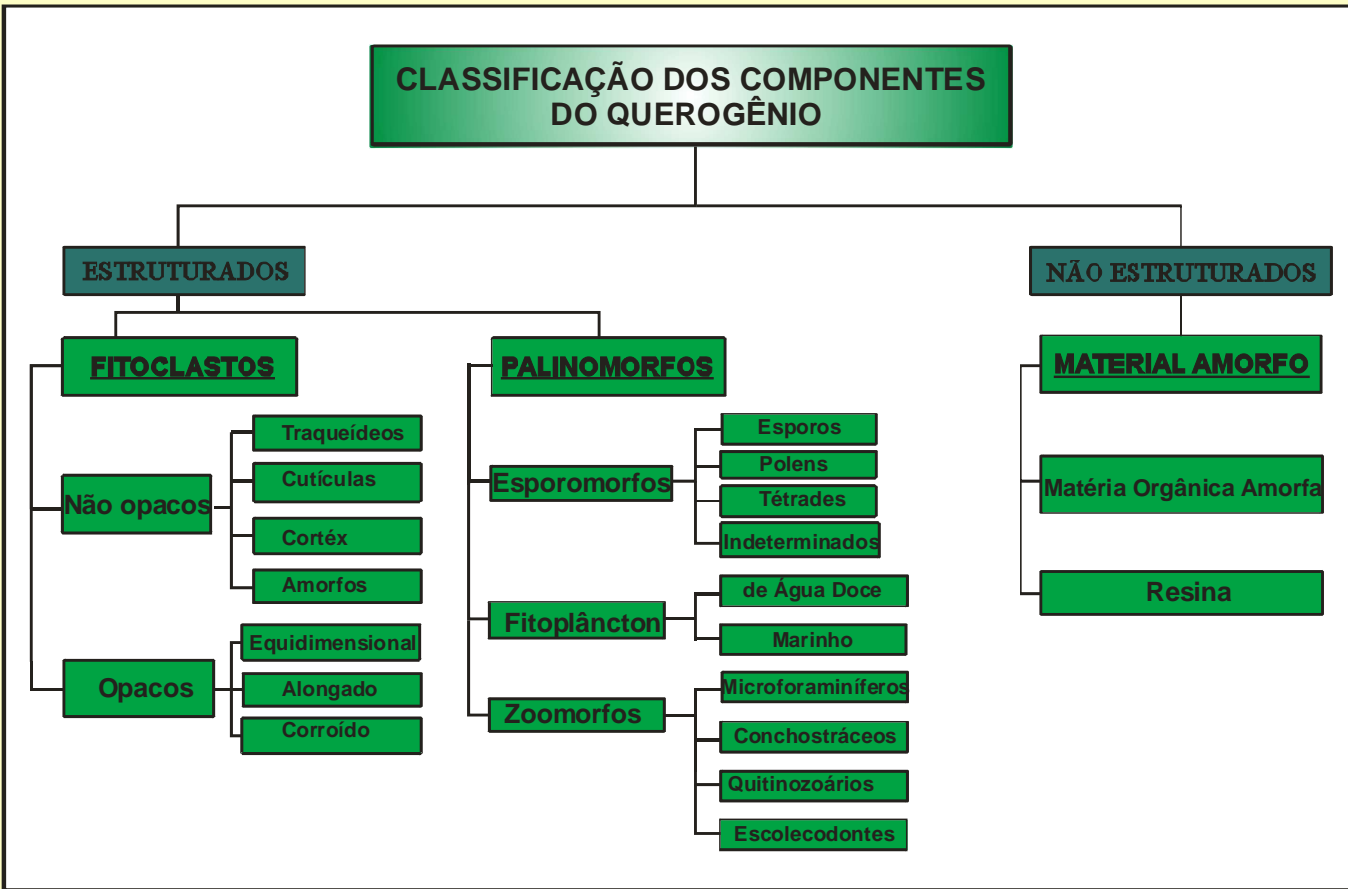 CLASSIFICAÇÃO DOS COMPONENTES
DO QUEROGÊNIO
ESTRUTURADOS
NÃO ESTRUTURADOS
FITOCLASTOS
PALINOMORFOS
MATERIAL AMORFO
Não opacos
Traqueídeos
Cutículas
Cortéx
Amorfos
Opacos
Equidimensional
Alongado
Corroído
Esporomorfos
Esporos
Polens
Tétrades
Indeterminados
Fitoplâncton
de Água Doce
Marinho
Zoomorfos
Microforaminíferos
Conchostráceos
Quitinozoários
Escolecodontes
Matéria Orgânica Amorfa
Resina